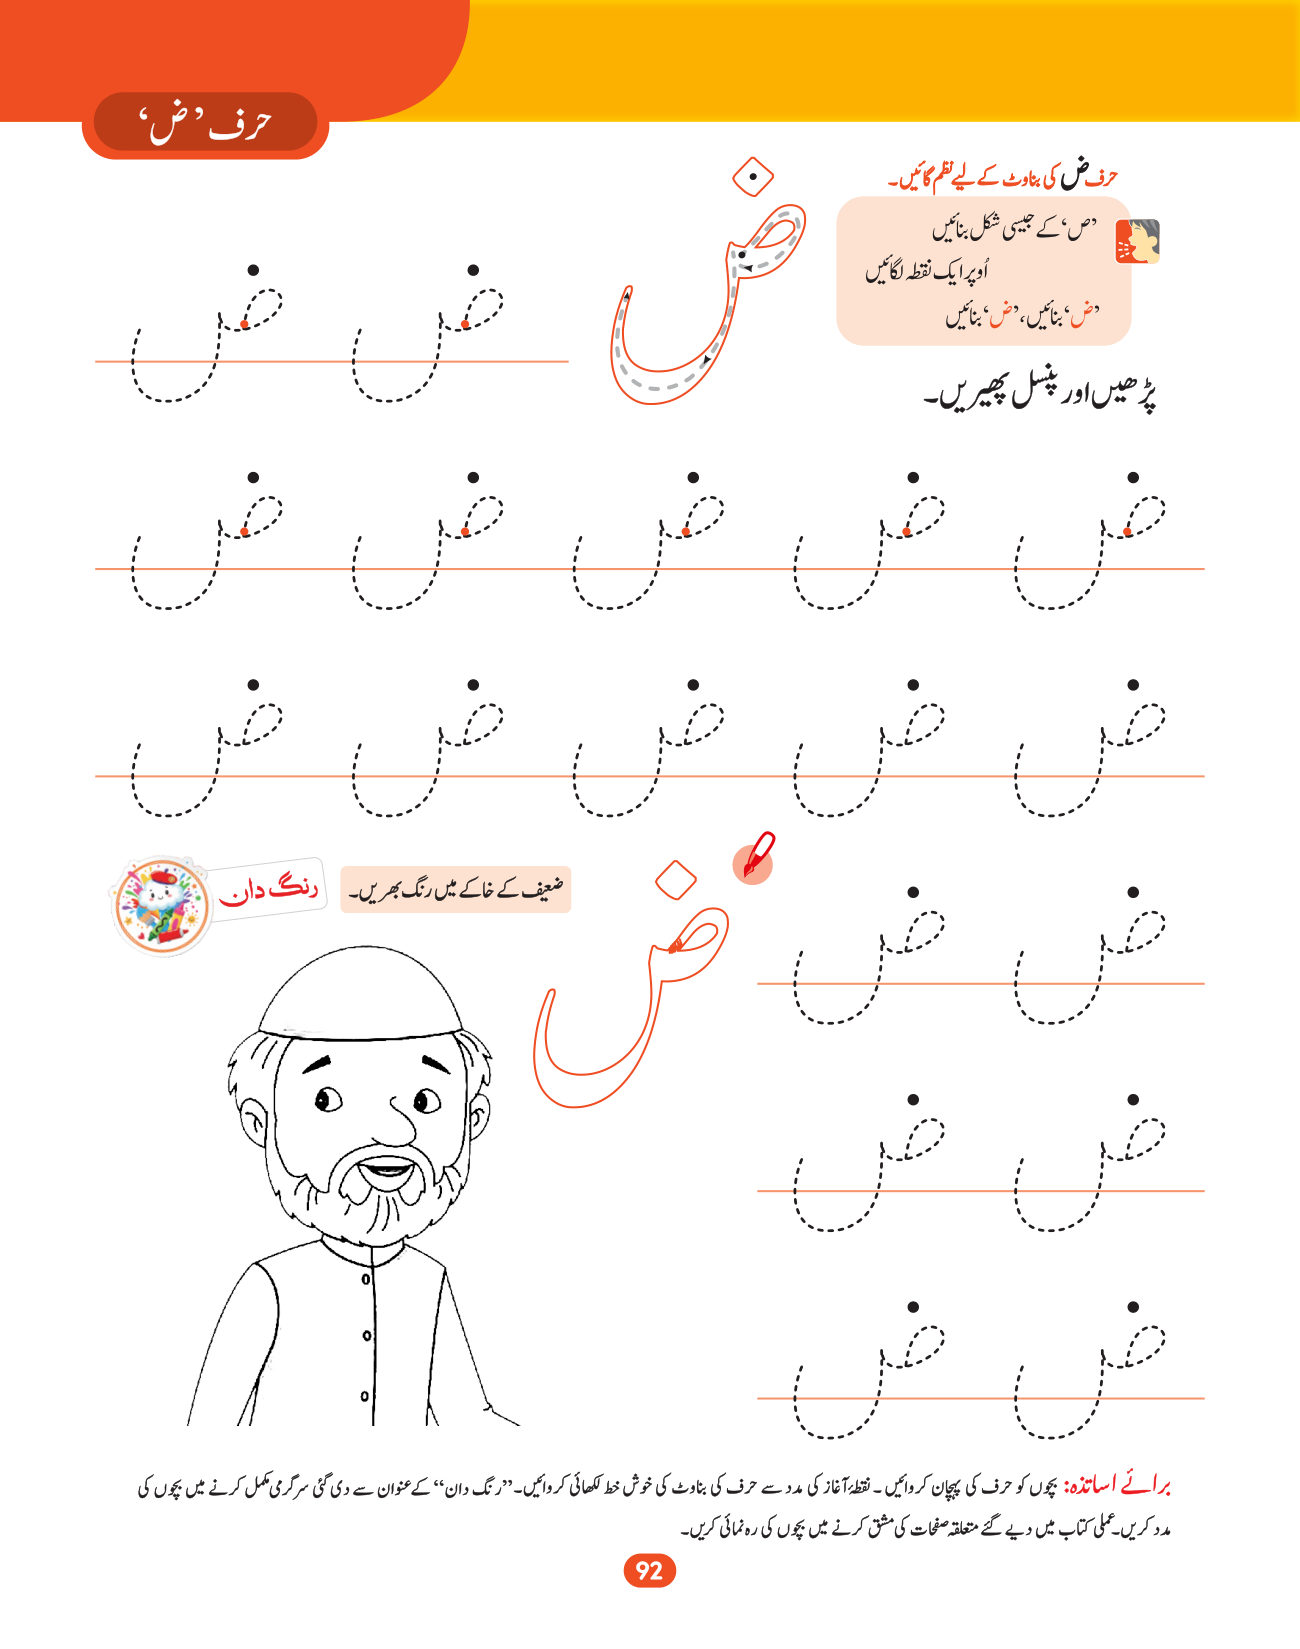 حرف ’ض‘
حرف ض کی بناوٹ کے لیے نظم گائیں۔
’ص‘ کے جیسی شکل بنائیں
اُوپر ایک نقطہ لگائیں
’ض‘ بنائیں، ’ض‘ بنائیں
پڑھیں اور پنسل پھیریں۔
ض
ض ض
ض ض ض ض ض
ض ض ض ض ض
ض ض
ض
ضعیف کے خاکے میں رنگ بھریں۔
رنگ دان
ض ض
ض ض
برائے اساتذہ: بچوں کو حرف کی پہچان کروائیں۔ نقطۂ آغاز کی مدد سے حرف کی بناوٹ کی خوش خط لکھائی کروائیں۔ ”رنگ دان“ کے عنوان سے دی گئی سرگرمی مکمل کرنے میں بچوں کی
مدد کریں۔ عملی کتاب میں دیے گئے متعلقہ صفحات کی مشق کرنے میں بچوں کی رہ نمائی کریں۔
92